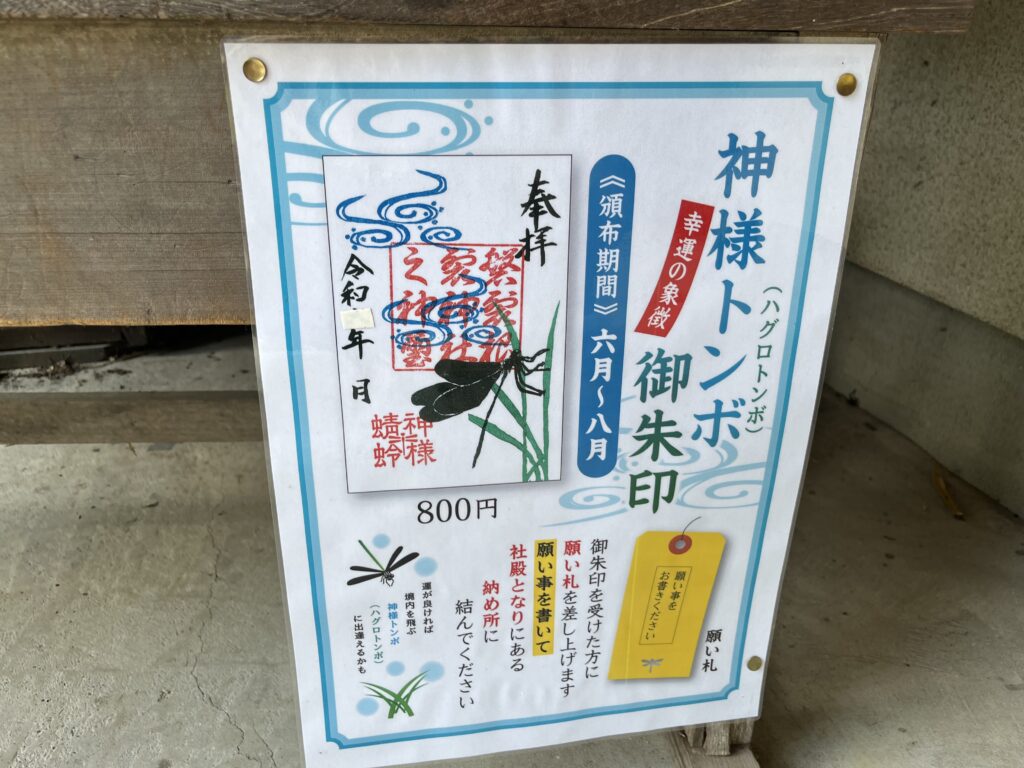 神様トンボ
（ハグロトンボ）
幸運の象徴
御朱印
《頒布期間》六月～八月
奉拝
之神霊
令和 年 月
神様
蜻蛉
800円
願い事を
お書きください
願い札
御朱印を受けた方に
願い札を差し上げます
願い事を書いて
社殿となりにある
納め所に
結んでください
運が良ければ
境内を飛ぶ
神様トンボ
（ハグロトンボ）
に出逢えるかも